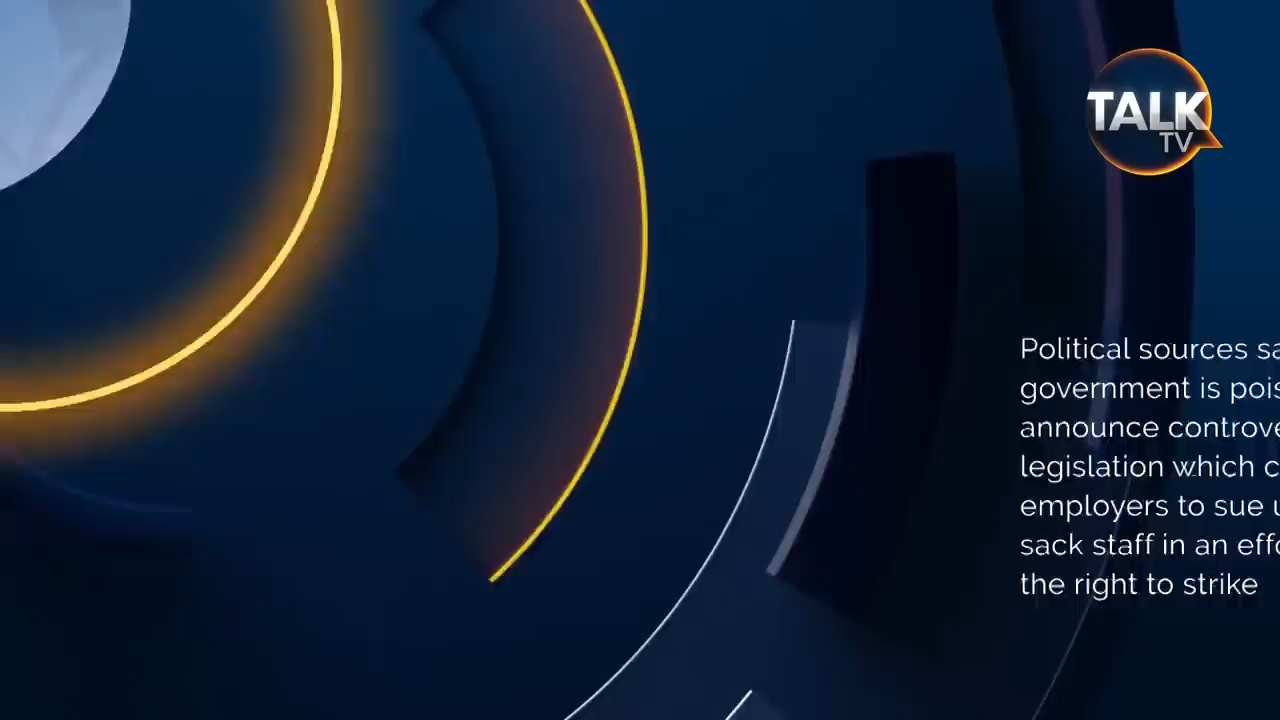 TALK
TV
Political sources sa
government is pois
announce controve
legislation which c
employers to sue u
sack staff in an effo
the right to strike